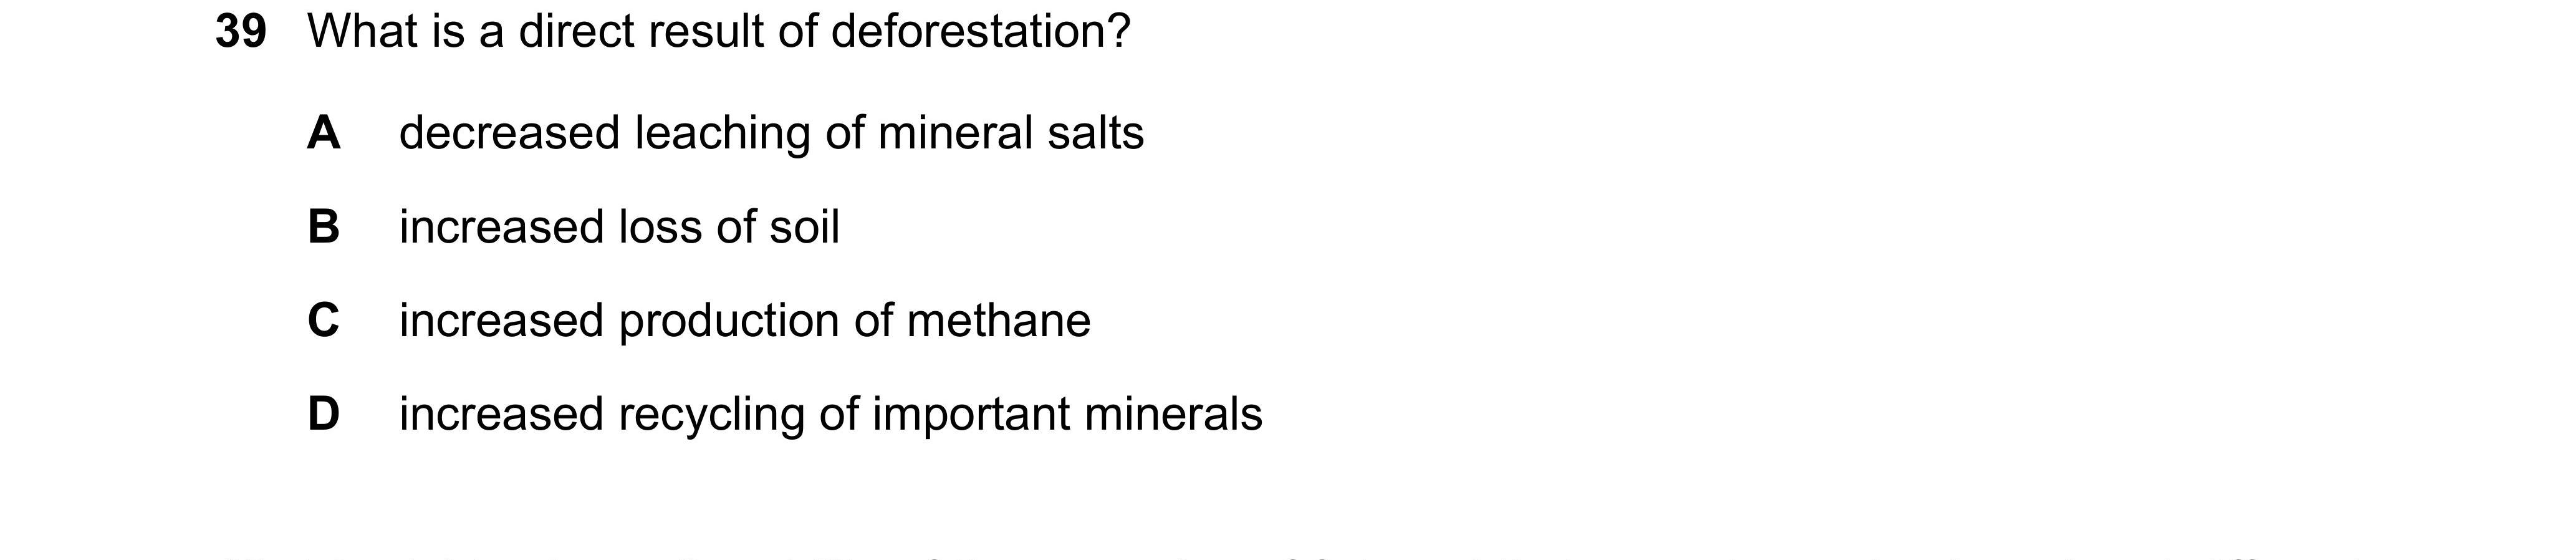 39 What is a direct result of deforestation?
A decreased leaching of mineral salts
B increased loss of soil
C increased production of methane
D increased recycling of important minerals